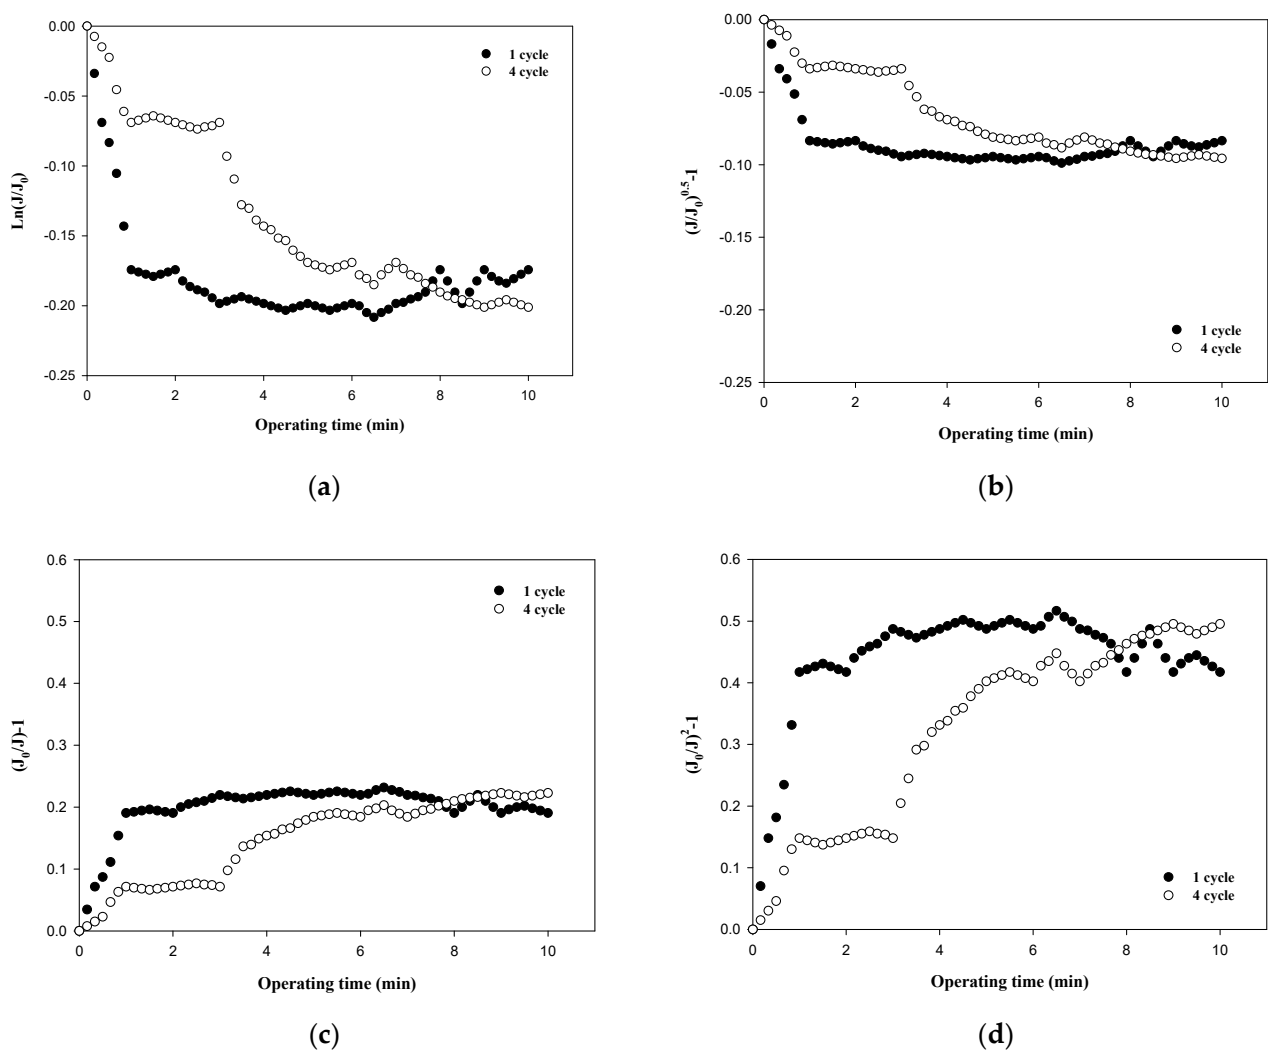 0.00
-0.05
-0.10
-0.15
-0.20
-0.25
Ln(J/J0)
1 cycle
4 cycle
0 2 4 6 8 10
Operating time (min)
(a)
0.00
-0.05
-0.10
-0.15
-0.20
-0.25
(J/J0)0.5-1
1 cycle
4 cycle
0 2 4 6 8 10
Operating time (min)
(b)
0.6
0.5
0.4
0.3
0.2
0.1
0.0
(J0/J)-1
1 cycle
4 cycle
0 2 4 6 8 10
Operating time (min)
(c)
0.6
0.5
0.4
0.3
0.2
0.1
0.0
(J0/J)2-1
1 cycle
4 cycle
0 2 4 6 8 10
Operating time (min)
(d)